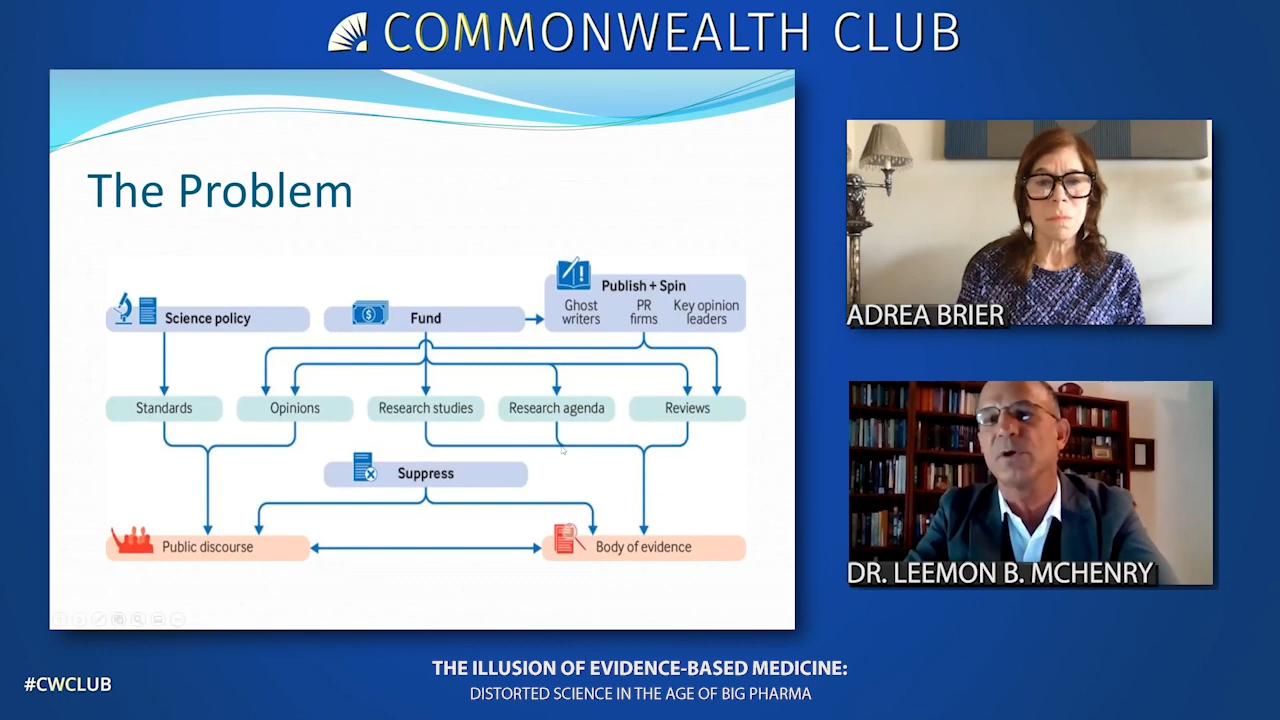 COMMONWEALTH CLUB
The Problem
Publish + Spin
Ghost writers
PR firms
Key opinion leaders
Science policy
Fund
Standards
Opinions
Research studies
Research agenda
Reviews
Suppress
Public discourse
Body of evidence
ADREA BRIER
DR. LEEMON B. MCHENRY
#CWCLUB
THE ILLUSION OF EVIDENCE-BASED MEDICINE:
DISTORTED SCIENCE IN THE AGE OF BIG PHARMA